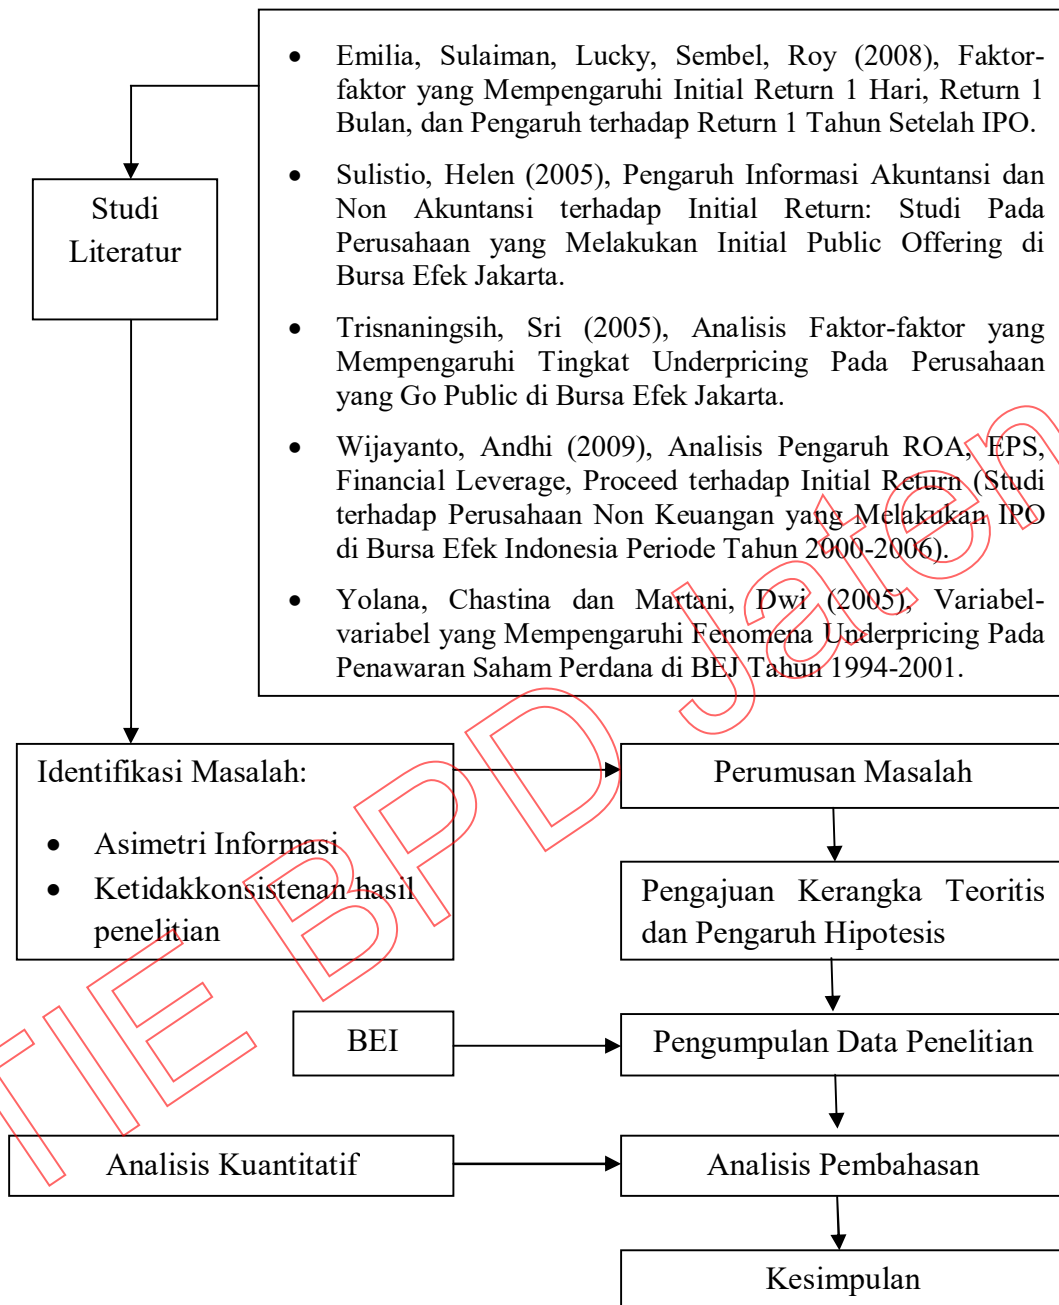 • Emilia, Sulaiman, Lucky, Sembel, Roy (2008), Faktor-
faktor yang Mempengaruhi Initial Return 1 Hari, Return 1
Bulan, dan Pengaruh terhadap Return 1 Tahun Setelah IPO.
• Sulistio, Helen (2005), Pengaruh Informasi Akuntansi dan
Non Akuntansi terhadap Initial Return: Studi Pada
Perusahaan yang Melakukan Initial Public Offering di
Bursa Efek Jakarta.
• Trisnaningsih, Sri (2005), Analisis Faktor-faktor yang
Mempengaruhi Tingkat Underpricing Pada Perusahaan
yang Go Public di Bursa Efek Jakarta.
• Wijayanto, Andhi (2009), Analisis Pengaruh ROA, EPS,
Financial Leverage, Proceed terhadap Initial Return (Studi
terhadap Perusahaan Non Keuangan yang Melakukan IPO
di Bursa Efek Indonesia Periode Tahun 2000-2006).
• Yolana, Chastina dan Martani, Dwi (2005), Variabel-
variabel yang Mempengaruhi Fenomena Underpricing Pada
Penawaran Saham Perdana di BEJ Tahun 1994-2001.
Studi
Literatur
Identifikasi Masalah:
• Asimetri Informasi
• Ketidakkonsistenan hasil
penelitian
Perumusan Masalah
Pengajuan Kerangka Teoritis
dan Pengaruh Hipotesis
BEI
Pengumpulan Data Penelitian
Analisis Kuantitatif
Analisis Pembahasan
Kesimpulan
TIE BPD Jaten